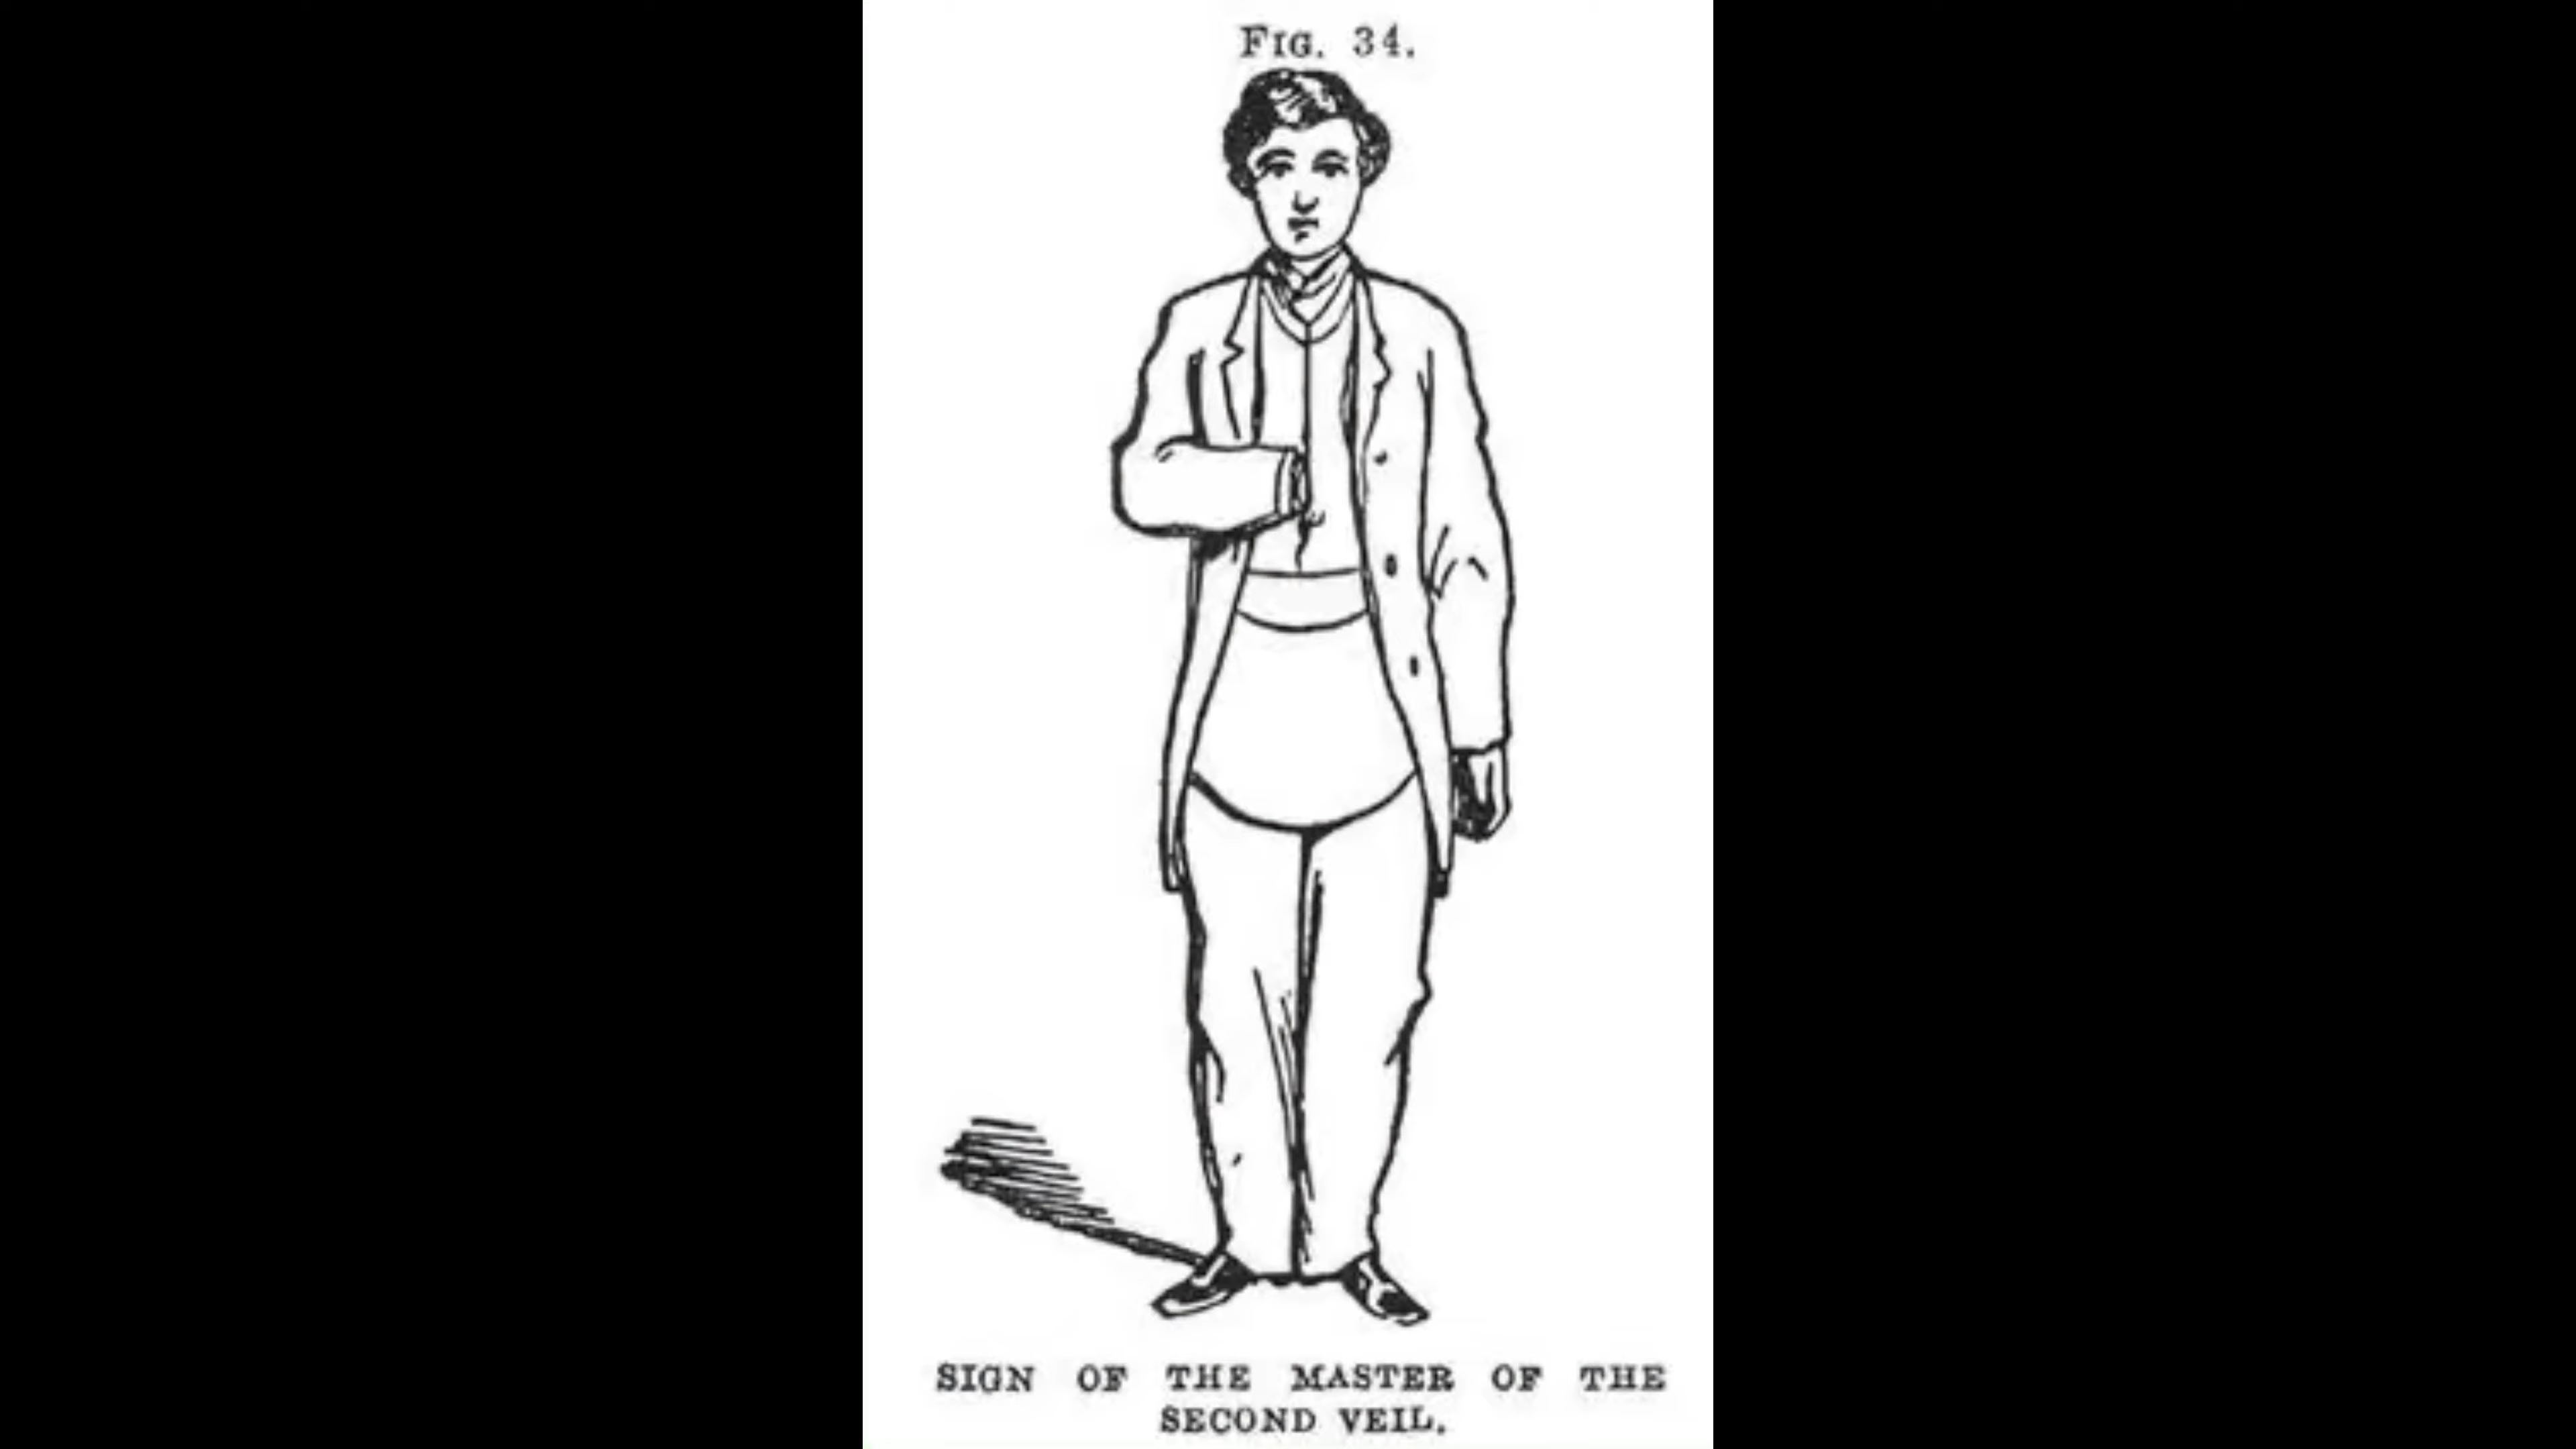 FIG. 34.
SIGN OF THE MASTER OF THE
SECOND VEIL.